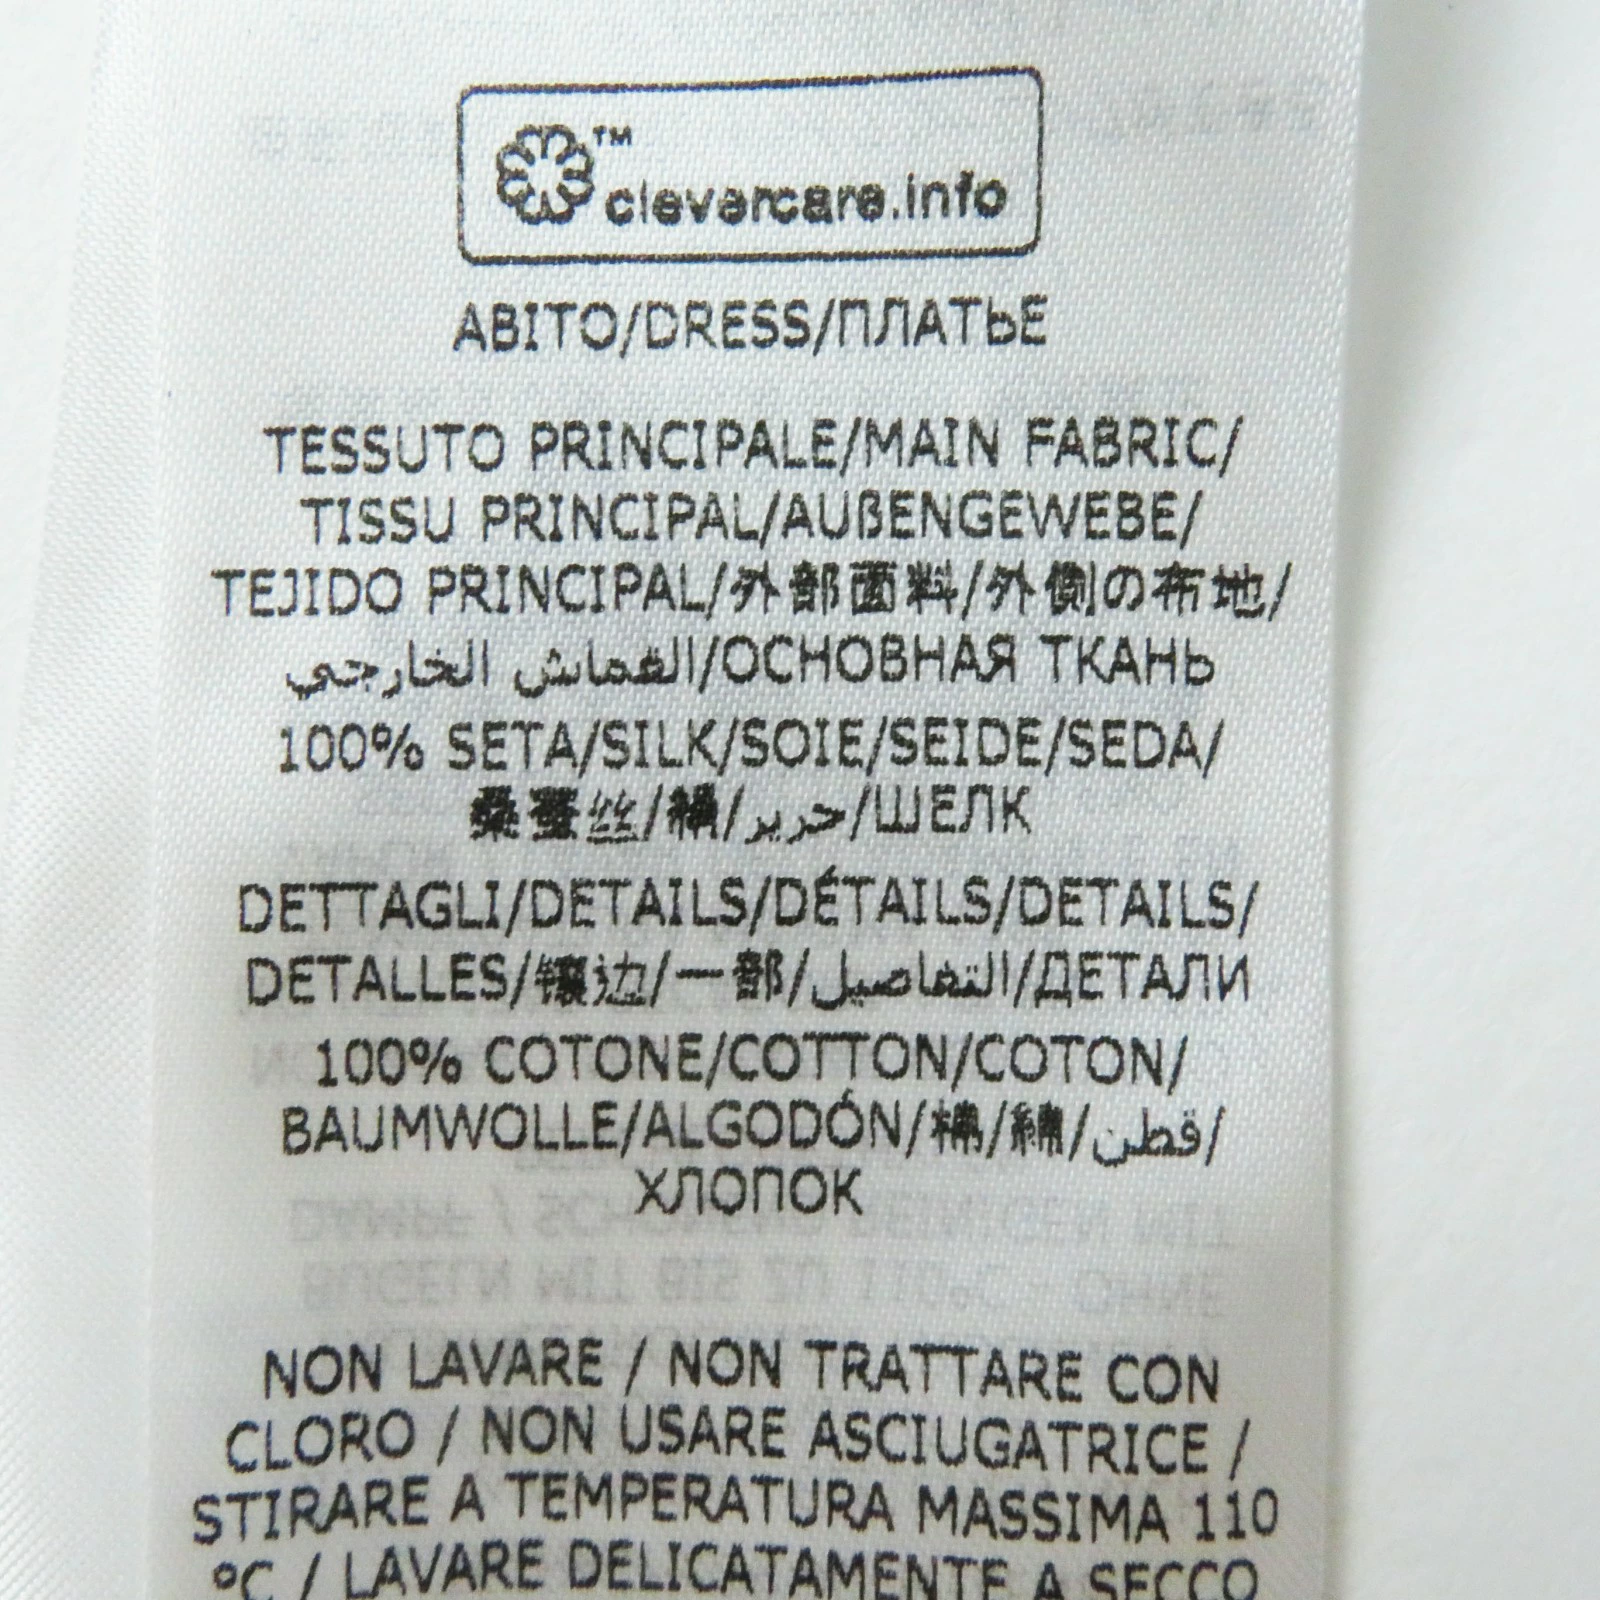 ™
clevercare.info
ABITO/DRESS/ПЛАТЬЕ
TESSUTO PRINCIPALE/MAIN FABRIC/
TISSU PRINCIPAL/AUßENGEWEBE/
TEJIDO PRINCIPAL/外部面料/外側の布地/
القماش الخارجي/ОСНОВНАЯ ТКАНЬ
100% SETA/SILK/SOIE/SEIDE/SEDA/
桑蚕丝/絹/حرير/ШЕЛК
DETTAGLI/DETAILS/DÉTAILS/DETAILS/
DETALLES/镶边/一部/التفاصيل/ДЕТАЛИ
100% COTONE/COTTON/COTON/
BAUMWOLLE/ALGODÓN/棉/綿/قطن/
ХЛОПОК
NON LAVARE / NON TRATTARE CON
CLORO / NON USARE ASCIUGATRICE /
STIRARE A TEMPERATURA MASSIMA 110
°C / LAVARE DELICATAMENTE A SECCO